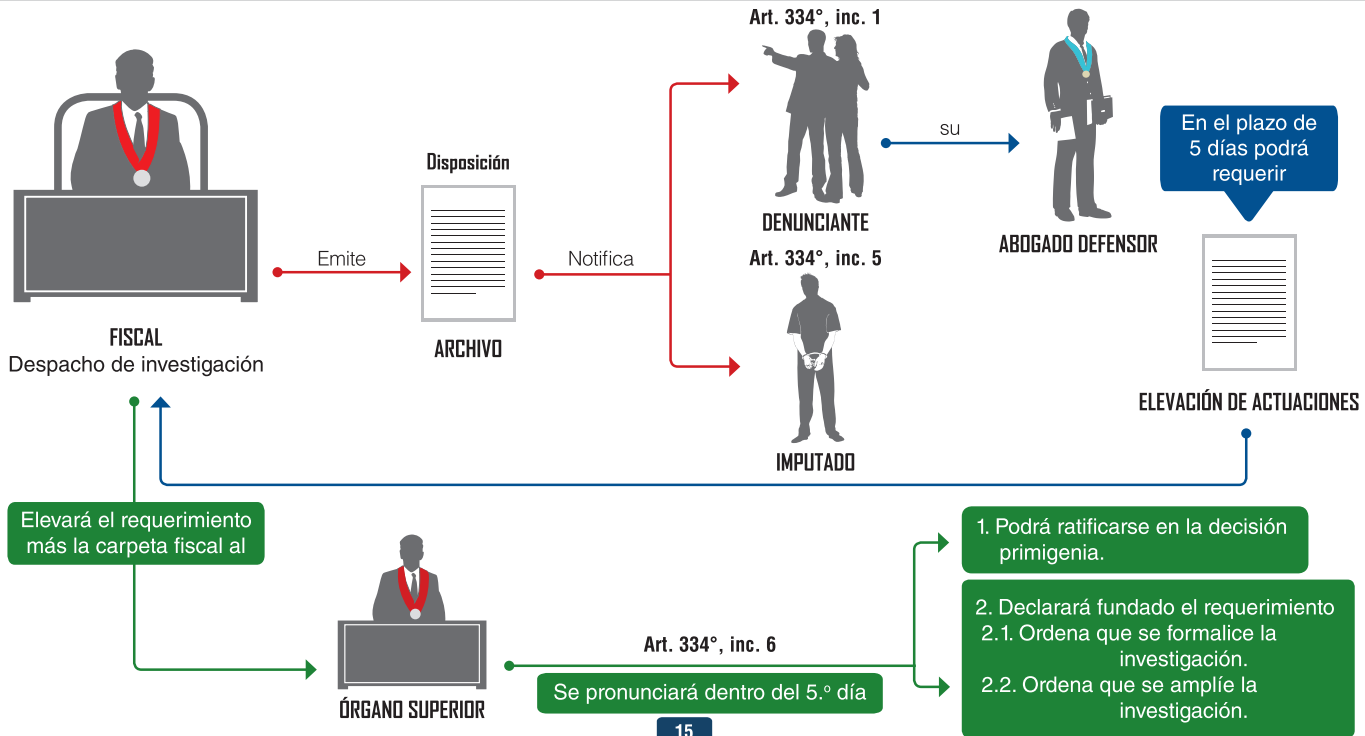 FISCAL
Despacho de investigación
Emite
Disposición
ARCHIVO
Notifica
Art. 334°, inc. 1
DENUNCIANTE
su
ABOGADO DEFENSOR
Art. 334°, inc. 5
IMPUTADO
En el plazo de
5 días podrá
requerir
ELEVACIÓN DE ACTUACIONES
Elevará el requerimiento
más la carpeta fiscal al
ÓRGANO SUPERIOR
Art. 334°, inc. 6
Se pronunciará dentro del 5.º día
1. Podrá ratificarse en la decisión
primigenia.
2. Declarará fundado el requerimiento
2.1. Ordena que se formalice la
investigación.
2.2. Ordena que se amplíe la
investigación.
15